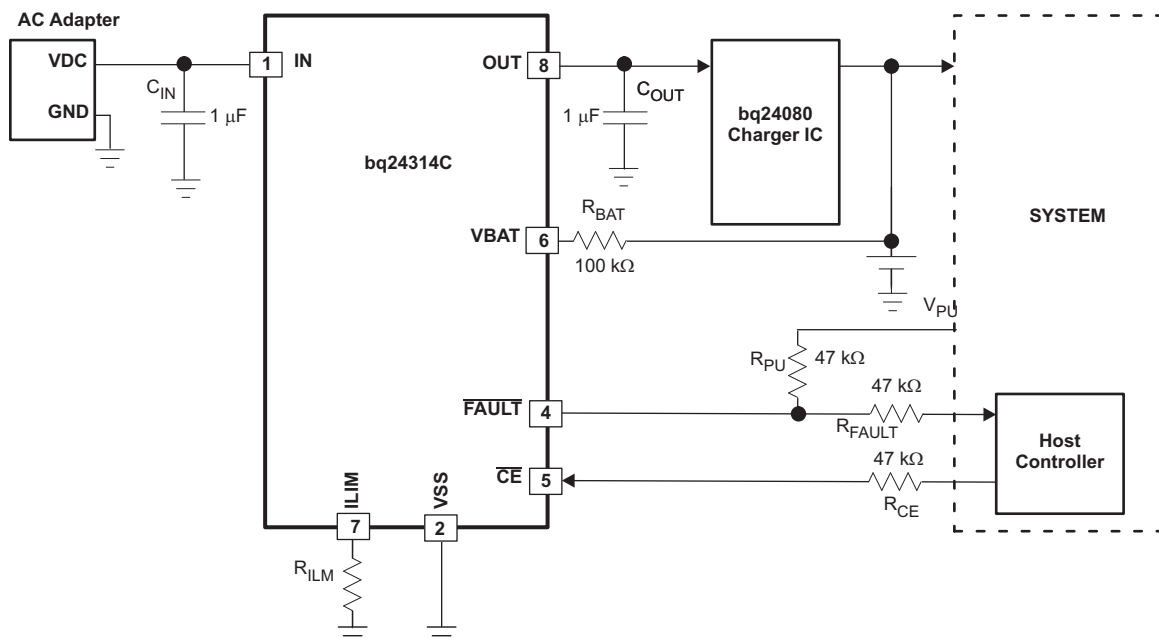 AC Adapter
VDC
GND
C_IN
1 μF
1
IN
bq24314C
OUT
8
C_OUT
1 μF
bq24080
Charger IC
VBAT
6
R_BAT
100 kΩ
SYSTEM
V_PU
R_PU
47 kΩ
47 kΩ
R_FAULT
FAULT
4
CE
5
47 kΩ
R_CE
Host
Controller
ILIM
7
VSS
2
R_ILM